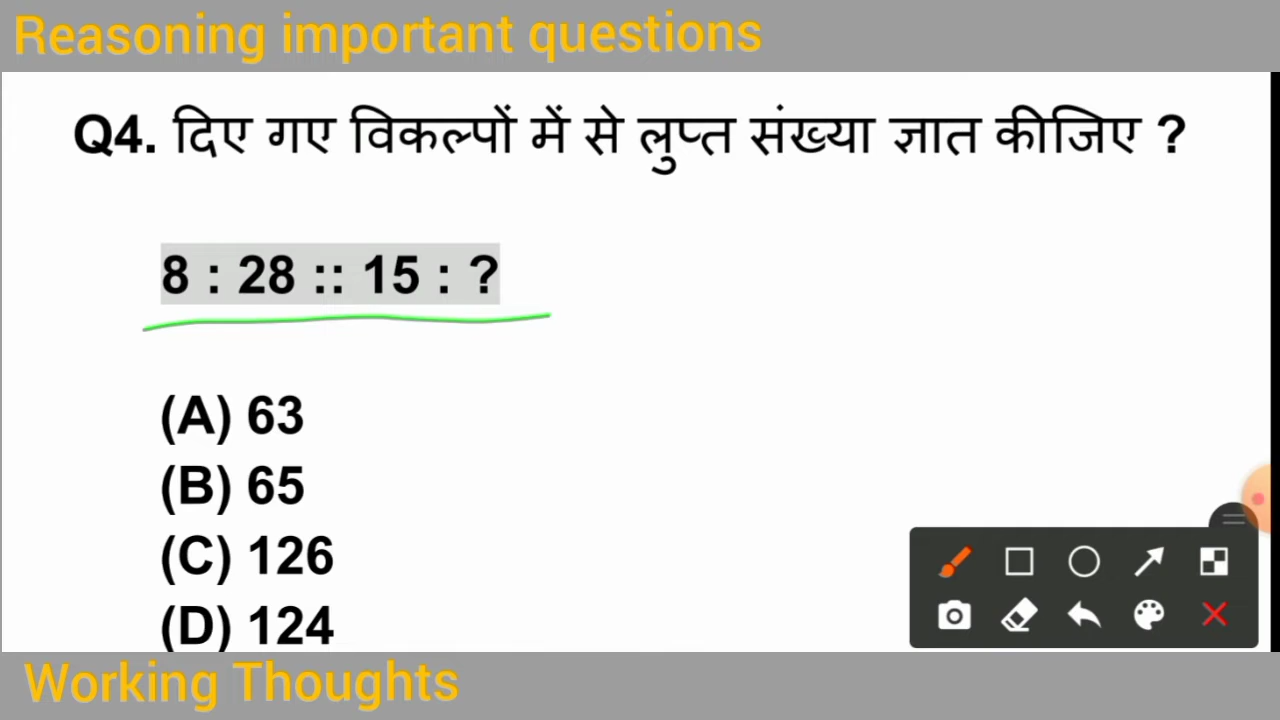 Reasoning important questions
Q4. दिए गए विकल्पों में से लुप्त संख्या ज्ञात कीजिए ?
8 : 28 :: 15 : ?
(A) 63
(B) 65
(C) 126
(D) 124
Working Thoughts